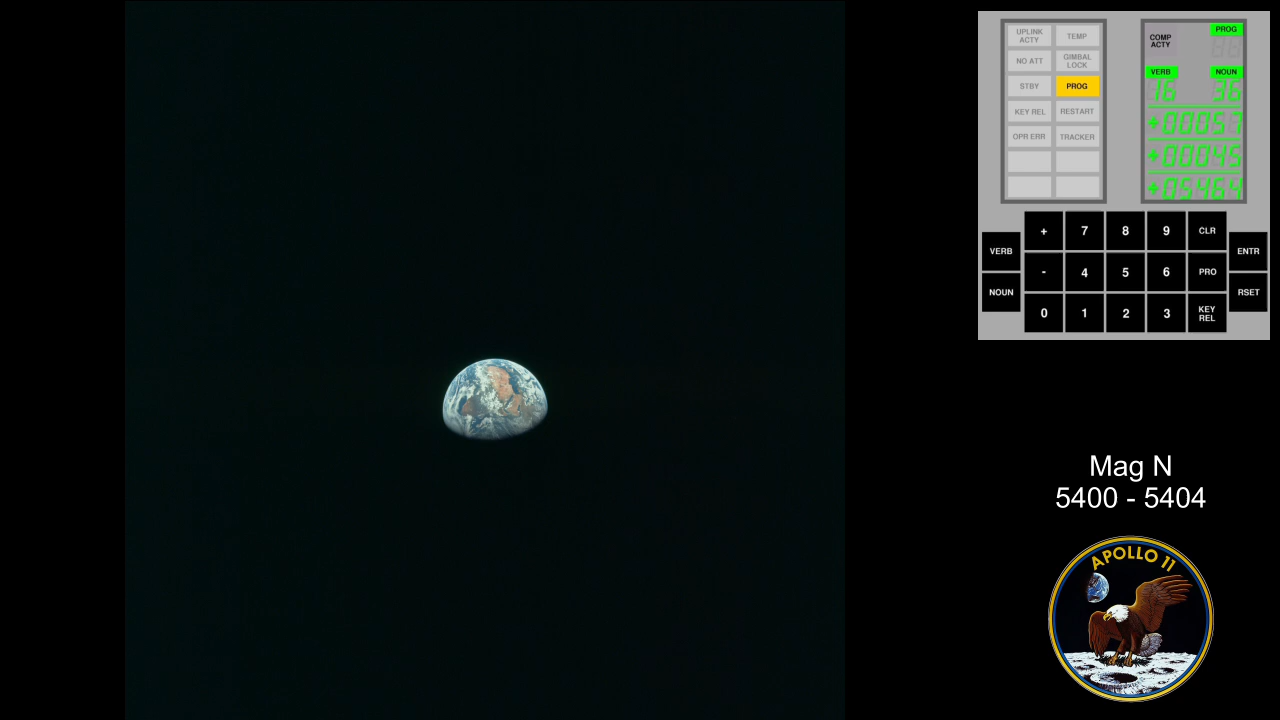 UPLINK ACTY
TEMP
NO ATT
GIMBAL LOCK
STBY
PROG
KEY REL
RESTART
OPR ERR
TRACKER
COMP ACTY
PROG
VERB
NOUN
16
36
+00057
+00045
+05464
VERB
NOUN
+
7
8
9
CLR
-
4
5
6
PRO
0
1
2
3
KEY REL
ENTR
RSET
Mag N
5400 - 5404
APOLLO 11